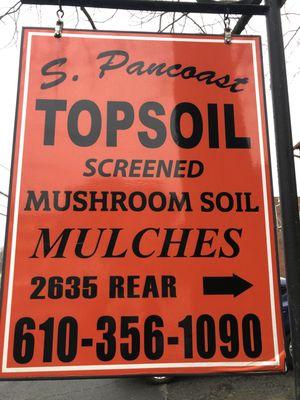 S. Pancoast
TOPSOIL
SCREENED
MUSHROOM SOIL
MULCHES
2635 REAR
610-356-1090